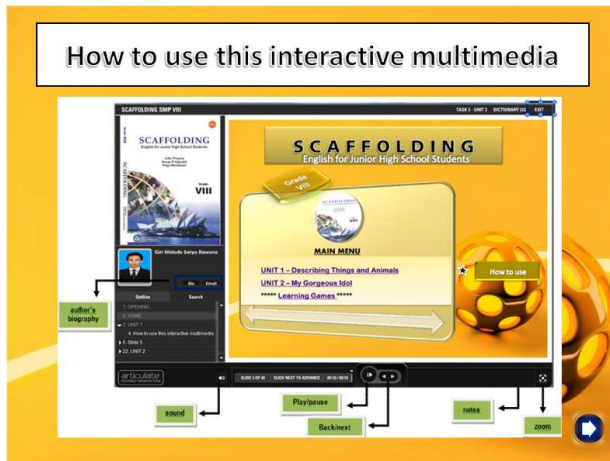 How to use this interactive multimedia
SCAFFOLDING SMP VIII
TASK 3 - UNIT 2 DICTIONARY LIS EXIT
SCAFFOLDING
English for Junior High School Students
Grade
VIII
SCAFFOLDING
English for Junior High School Students
Grade
VIII
MAIN MENU
UNIT 1 – Describing Things and Animals
UNIT 2 – My Gorgeous Idol
***** Learning Games *****
How to use
Giri Widodo Satyo Bawono
Bio Email
Outline Search
1. OPENING
2. HOME
3. UNIT 1
4. How to use this interactive multimedia
5. Slide 5
22. UNIT 2
articulate
SLIDE 2 OF 40 CLICK NEXT TO ADVANCE
author's
biography
sound
Play/pause
Back/next
notes
zoom